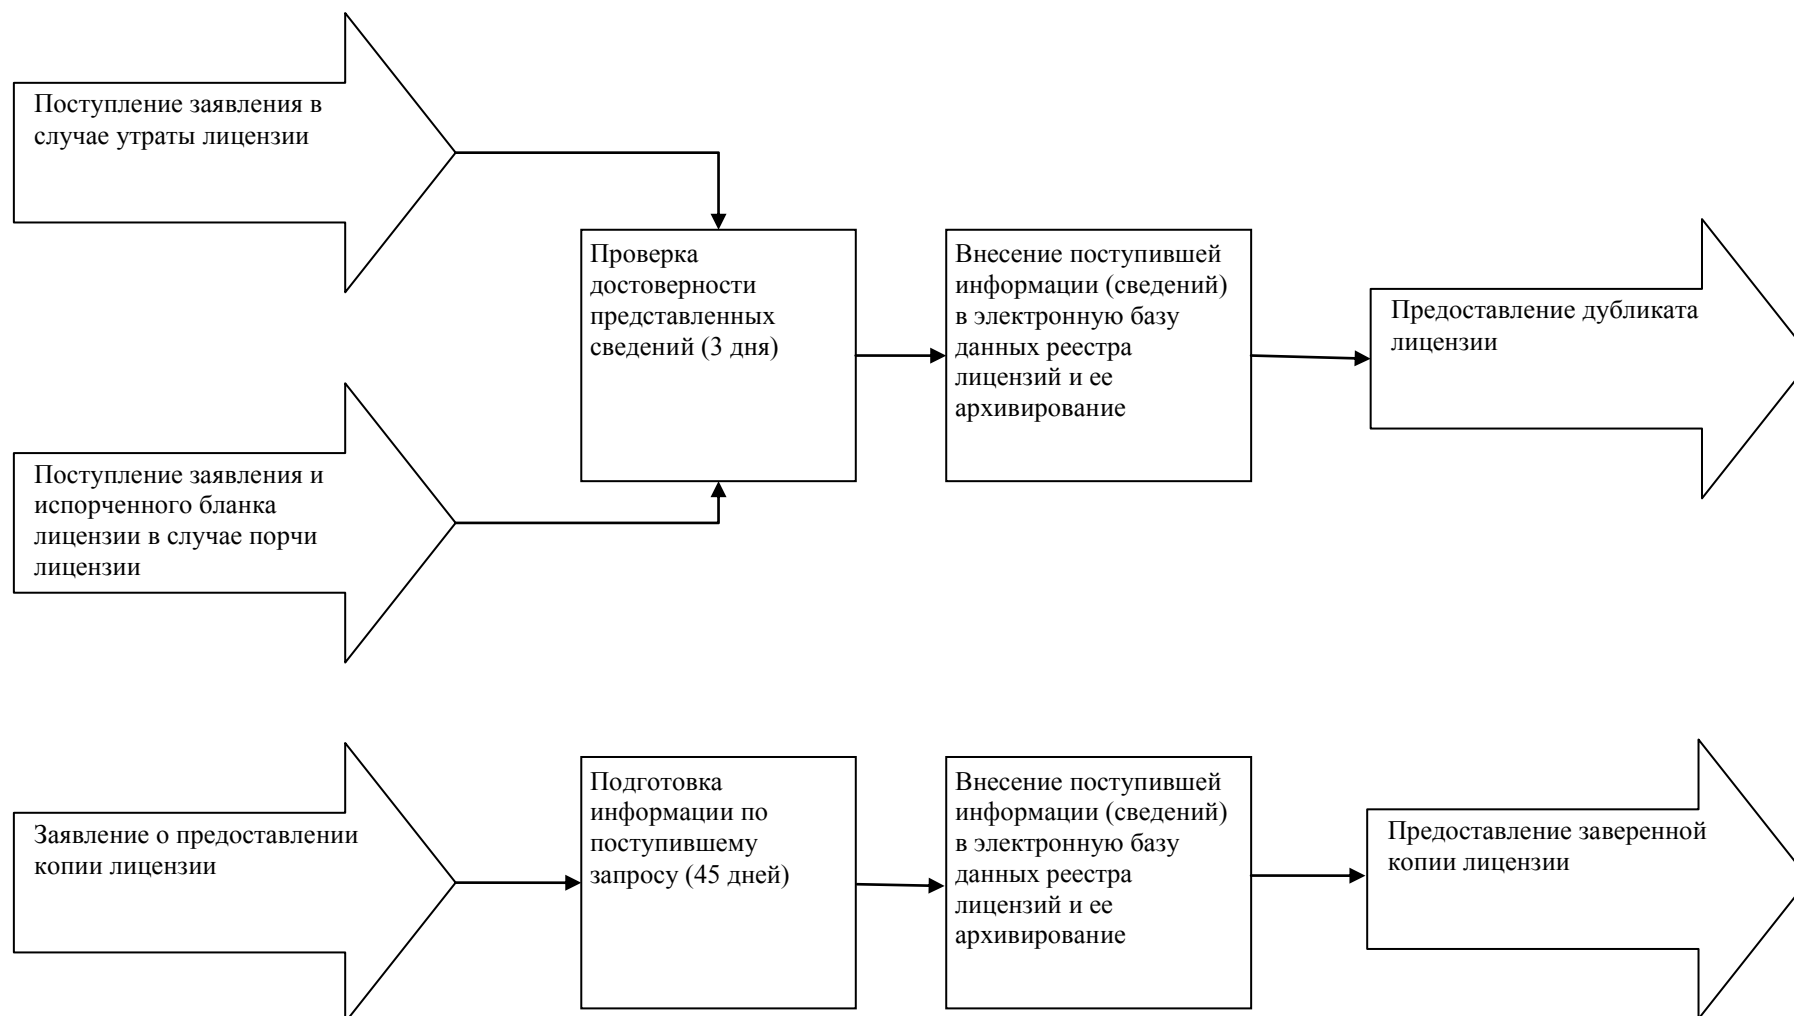 Поступление заявления в
случае утраты лицензии
Проверка
достоверности
представленных
сведений (3 дня)
Внесение поступившей
информации (сведений)
в электронную базу
данных реестра
лицензий и ее
архивирование
Предоставление дубликата
лицензии
Поступление заявления и
испорченного бланка
лицензии в случае порчи
лицензии
Заявление о предоставлении
копии лицензии
Подготовка
информации по
поступившему
запросу (45 дней)
Внесение поступившей
информации (сведений)
в электронную базу
данных реестра
лицензий и ее
архивирование
Предоставление заверенной
копии лицензии